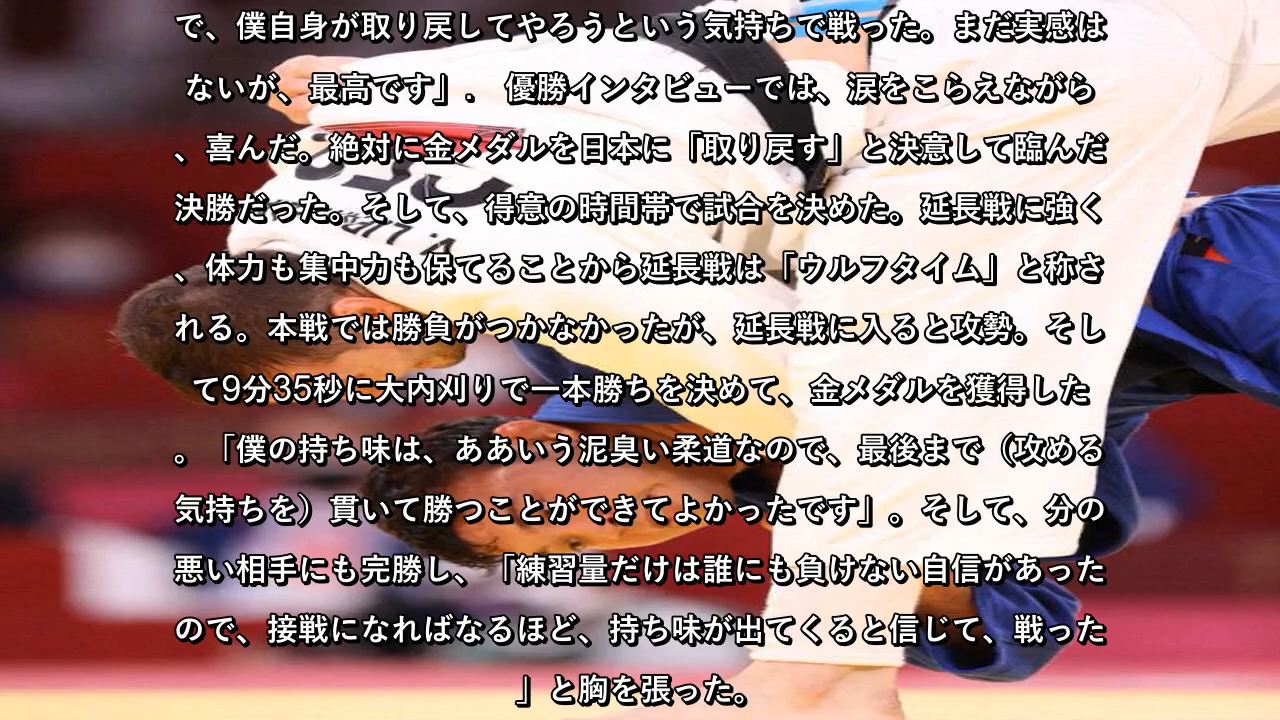 で、僕自身が取り戻してやろうという気持ちで戦った。まだ実感は
ないが、最高です」． 優勝インタビューでは、涙をこらえながら
、喜んだ。絶対に金メダルを日本に「取り戻す」と決意して臨んだ
決勝だった。そして、得意の時間帯で試合を決めた。延長戦に強く
、体力も集中力も保てることから延長戦は「ウルフタイム」と称さ
れる。本戦では勝負がつかなかったが、延長戦に入ると攻勢。そし
て9分35秒に大内刈りで一本勝ちを決めて、金メダルを獲得した
。「僕の持ち味は、ああいう泥臭い柔道なので、最後まで（攻める
気持ちを）貫いて勝つことができてよかったです」。そして、分の
悪い相手にも完勝し、「練習量だけは誰にも負けない自信があった
ので、接戦になればなるほど、持ち味が出てくると信じて、戦った
」と胸を張った。